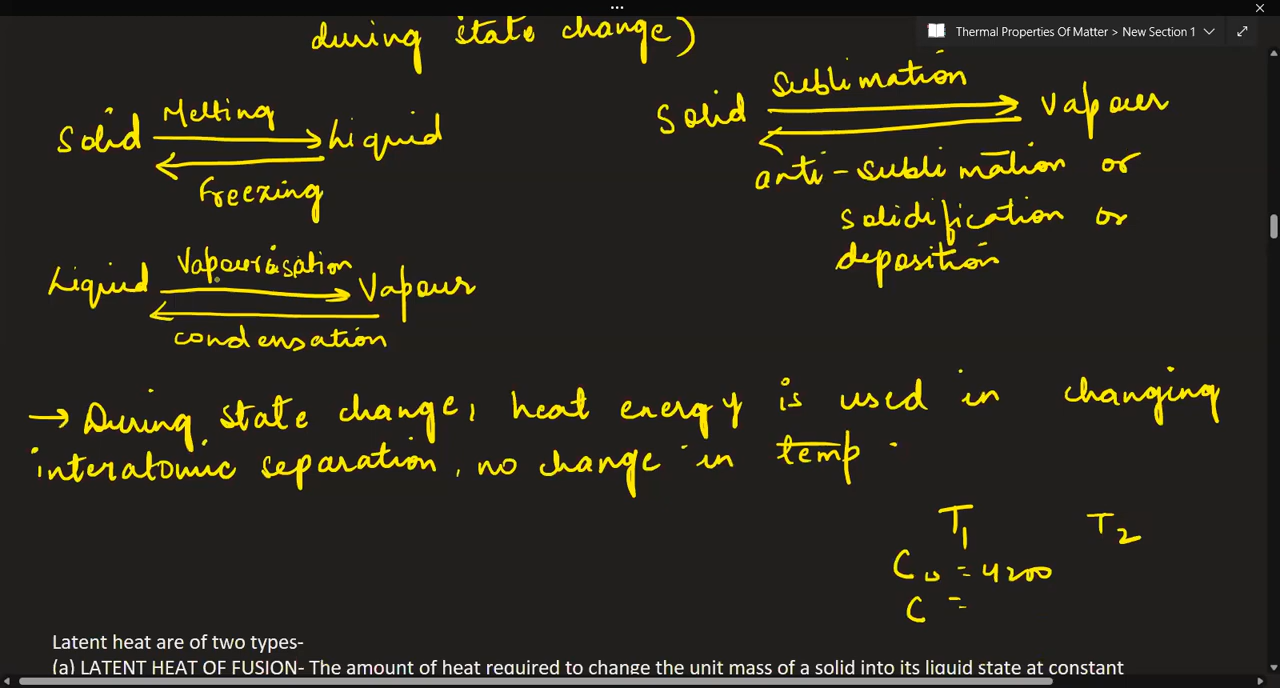 Thermal Properties Of Matter > New Section 1
during state change)
Solid Melting Liquid
Freezing
Solid Sublimation Vapour
anti-sublimation or
solidification or
deposition
Liquid Vapourisation Vapour
condensation
→ During state change, heat energy is used in changing
interatomic separation, no change in temp.
T1 T2
C = 4200
C =
Latent heat are of two types-
(a) LATENT HEAT OF FUSION- The amount of heat required to change the unit mass of a solid into its liquid state at constant